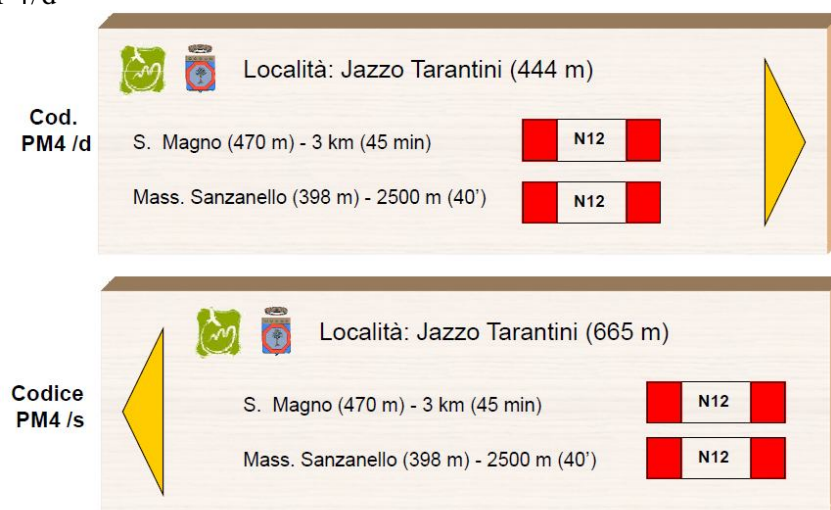 Località: Jazzo Tarantini (444 m)
Cod.
PM4 /d
S. Magno (470 m) - 3 km (45 min) N12
Mass. Sanzanello (398 m) - 2500 m (40’) N12
Località: Jazzo Tarantini (665 m)
Codice
PM4 /s
S. Magno (470 m) - 3 km (45 min) N12
Mass. Sanzanello (398 m) - 2500 m (40’) N12